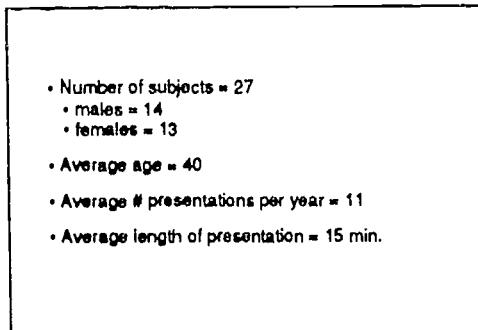 • Number of subjects = 27
• males = 14
• females = 13
• Average age = 40
• Average # presentations per year = 11
• Average length of presentation = 15 min.